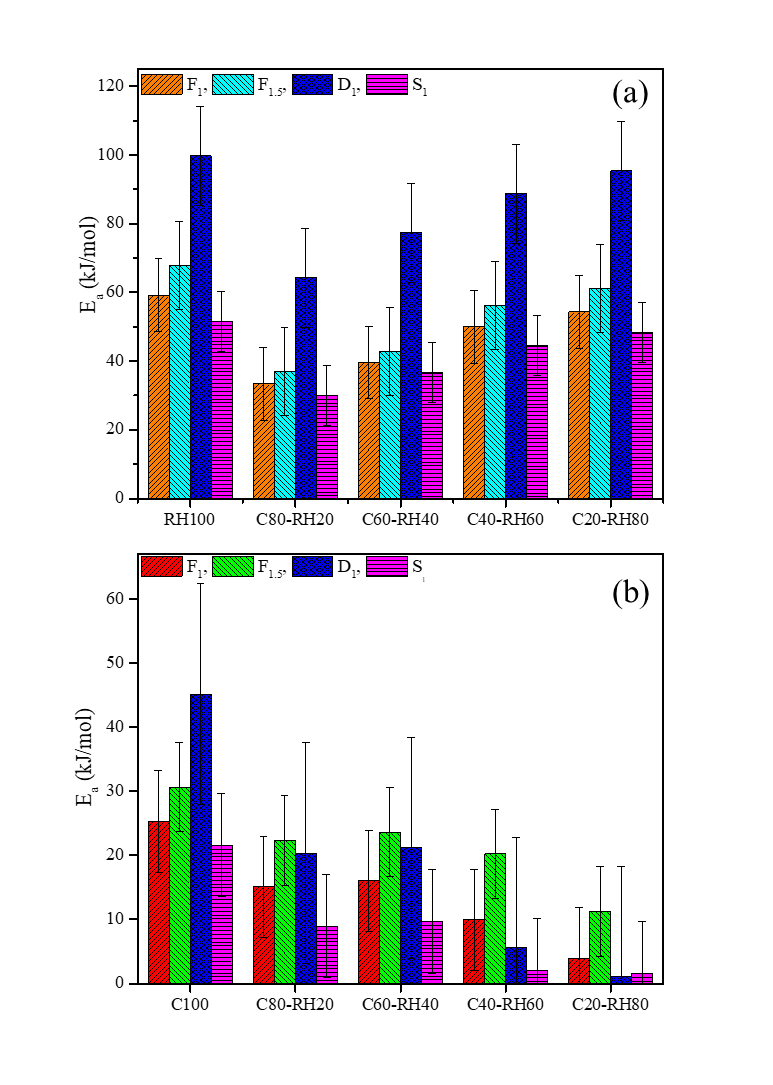 F1, F1.5, D1, S1
(a)
120
100
80
60
40
20
0
Ea (kJ/mol)
RH100 C80-RH20 C60-RH40 C40-RH60 C20-RH80
F1, F1.5, D1, S1
(b)
60
50
40
30
20
10
0
Ea (kJ/mol)
C100 C80-RH20 C60-RH40 C40-RH60 C20-RH80